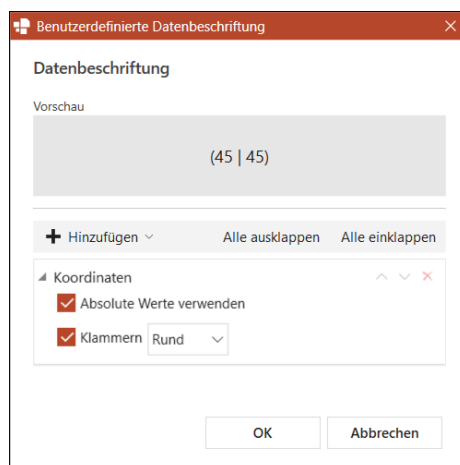 Benutzerdefinierte Datenbeschriftung
Datenbeschriftung
Vorschau
(45 | 45)
Hinzufügen Alle ausklappen Alle einklappen
Koordinaten
Absolute Werte verwenden
Klammern Rund
OK Abbrechen